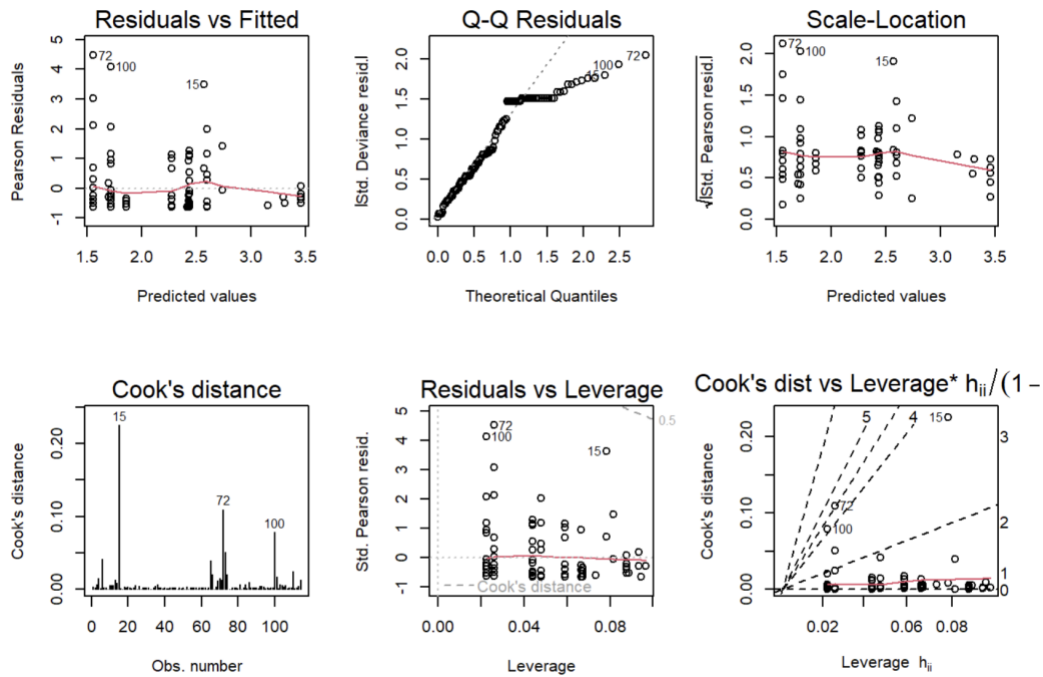 Residuals vs Fitted
Pearson Residuals
-1 0 1 2 3 4 5
72
100
15
1.5 2.0 2.5 3.0 3.5
Predicted values
Q-Q Residuals
|Std. Deviance resid.|
0.0 0.5 1.0 1.5 2.0
72
100
15
0.0 0.5 1.0 1.5 2.0 2.5
Theoretical Quantiles
Scale-Location
√|Std. Pearson resid.|
0.0 0.5 1.0 1.5 2.0
72
100
15
1.5 2.0 2.5 3.0 3.5
Predicted values
Cook's distance
Cook's distance
0.00 0.10 0.20
15
72
100
0 20 40 60 80 100
Obs. number
Residuals vs Leverage
Std. Pearson resid.
-1 0 1 2 3 4 5
72
100
15
0.5
Cook's distance
0.00 0.04 0.08
Leverage
Cook's dist vs Leverage* hii/(1 −
Cook's distance
0.00 0.10 0.20
5 4
15
3
72
100
2
1
0
0.02 0.06 0.08
Leverage hii